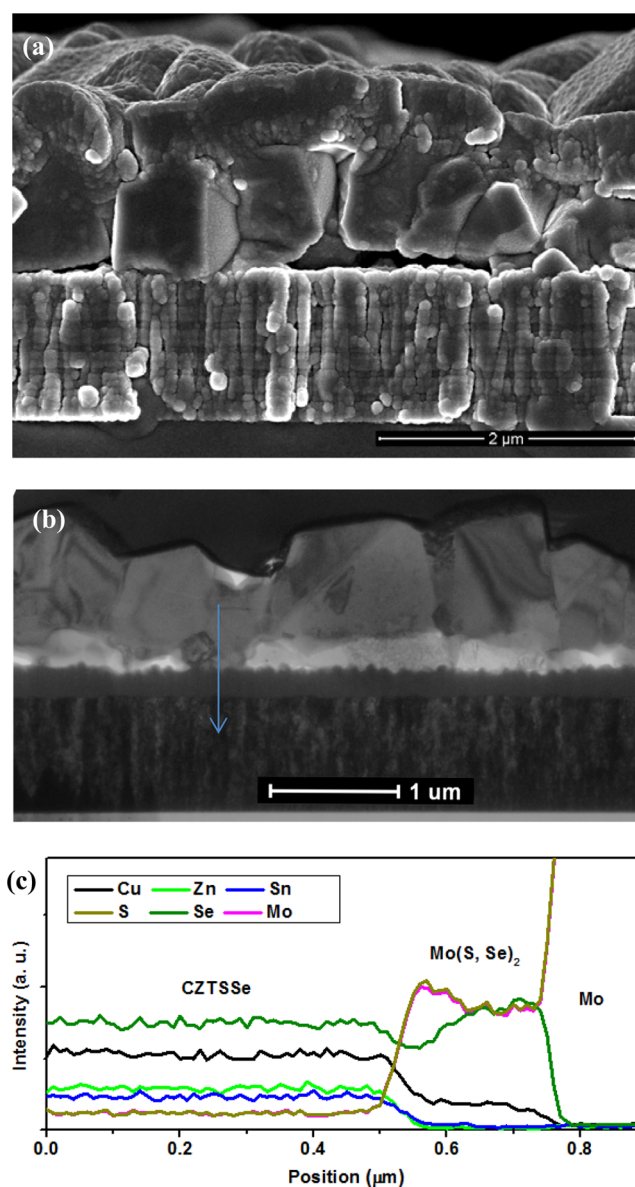 (a)
2 µm
(b)
1 um
(c)
Cu Zn Sn
S Se Mo
Mo(S, Se)2
CZTSSe
Mo
Intensity (a. u.)
0.0 0.2 0.4 0.6 0.8
Position (µm)